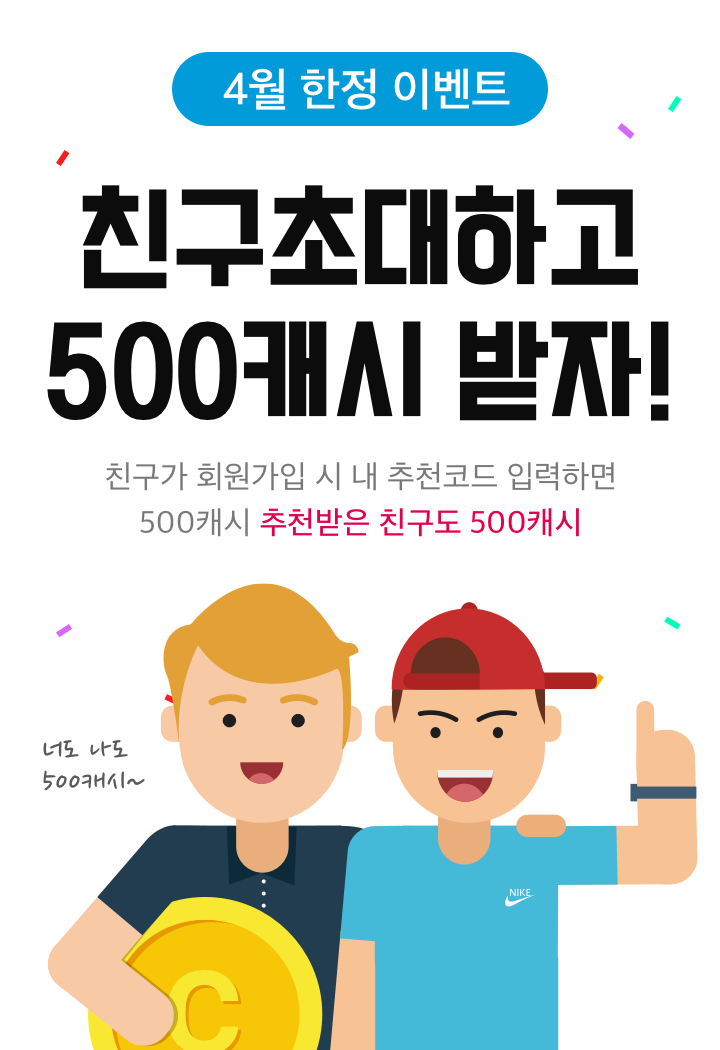 4월 한정 이벤트
친구초대하고
500캐시 받자!
친구가 회원가입 시 내 추천코드 입력하면
500캐시 추천받은 친구도 500캐시
너도 나도
500캐시~
NIKE
C